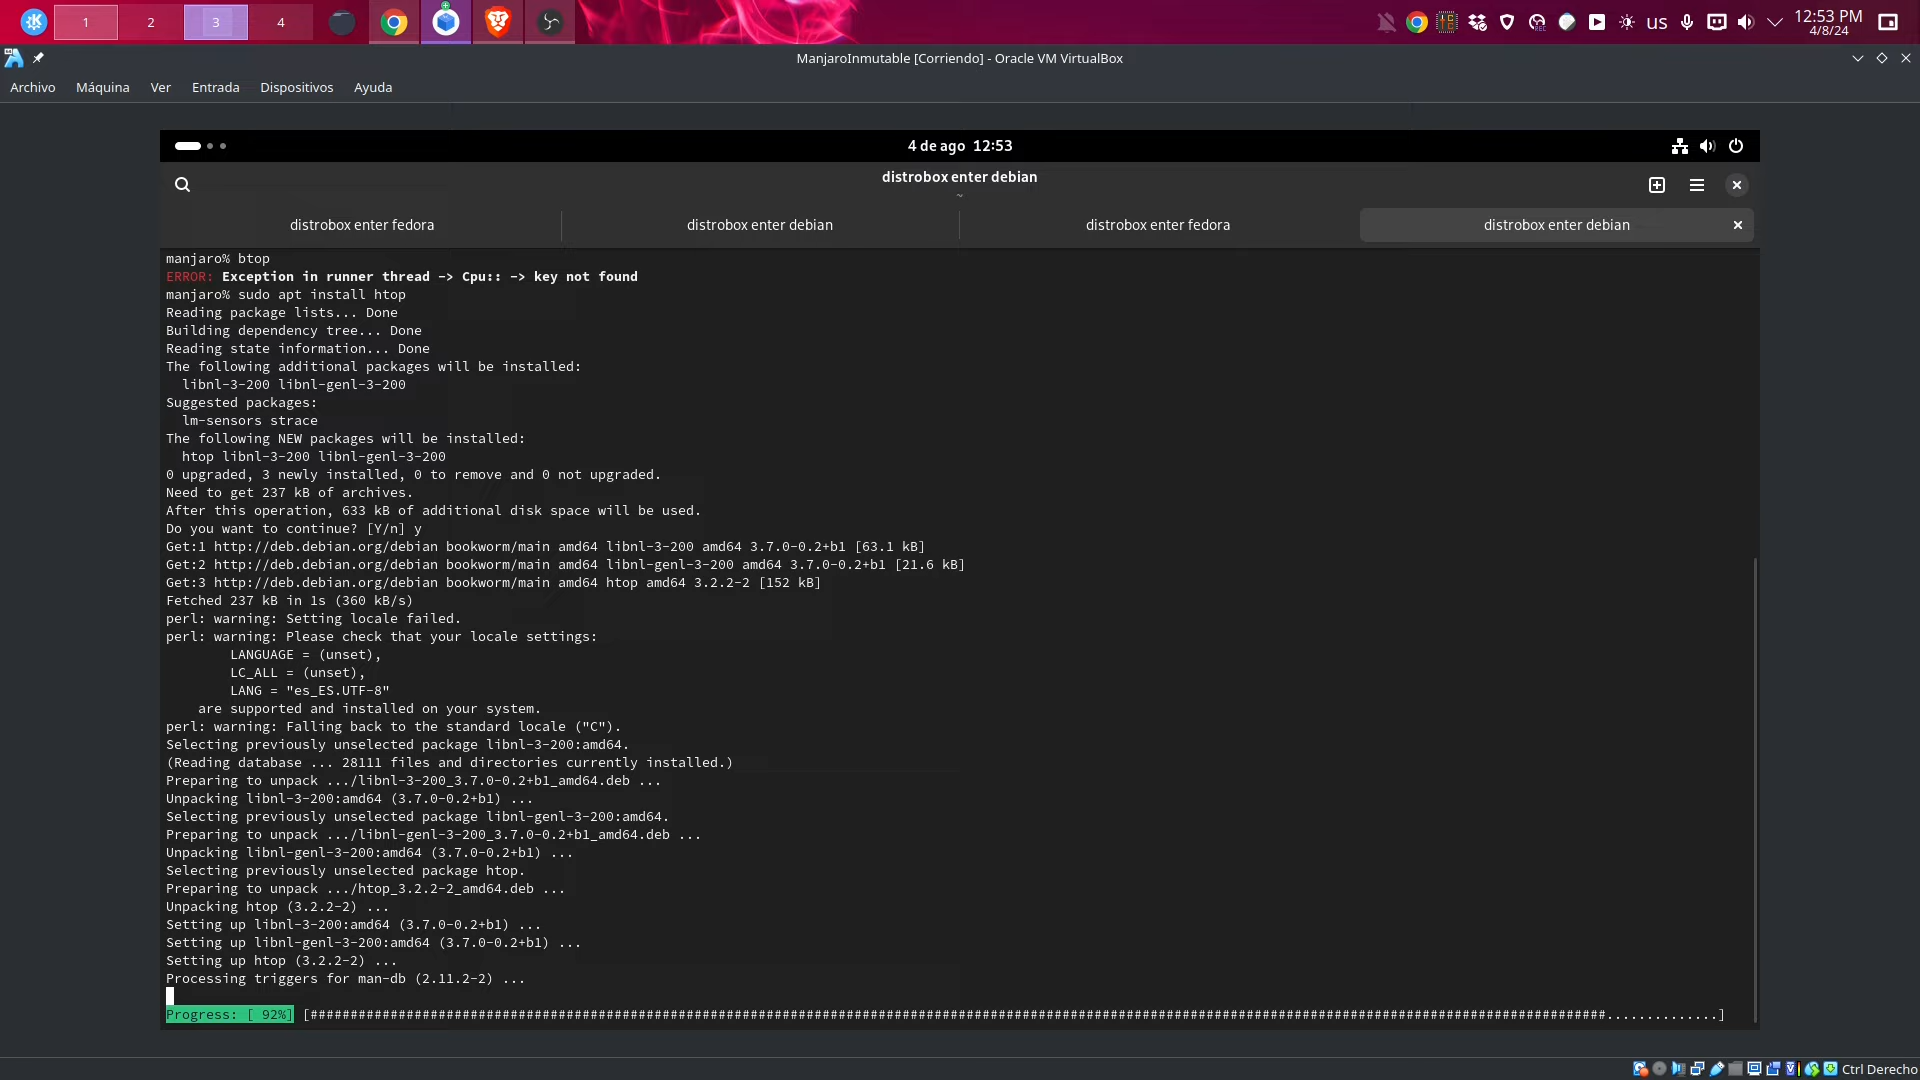 1 2 3 4
us
12:53 PM
4/8/24
ManjaroInmutable [Corriendo] - Oracle VM VirtualBox
Archivo Máquina Ver Entrada Dispositivos Ayuda
4 de ago 12:53
distrobox enter debian
~
distrobox enter fedora distrobox enter debian distrobox enter fedora distrobox enter debian
manjaro% btop
ERROR: Exception in runner thread -> Cpu:: -> key not found
manjaro% sudo apt install htop
Reading package lists... Done
Building dependency tree... Done
Reading state information... Done
The following additional packages will be installed:
  libnl-3-200 libnl-genl-3-200
Suggested packages:
  lm-sensors strace
The following NEW packages will be installed:
  htop libnl-3-200 libnl-genl-3-200
0 upgraded, 3 newly installed, 0 to remove and 0 not upgraded.
Need to get 237 kB of archives.
After this operation, 633 kB of additional disk space will be used.
Do you want to continue? [Y/n] y
Get:1 http://deb.debian.org/debian bookworm/main amd64 libnl-3-200 amd64 3.7.0-0.2+b1 [63.1 kB]
Get:2 http://deb.debian.org/debian bookworm/main amd64 libnl-genl-3-200 amd64 3.7.0-0.2+b1 [21.6 kB]
Get:3 http://deb.debian.org/debian bookworm/main amd64 htop amd64 3.2.2-2 [152 kB]
Fetched 237 kB in 1s (360 kB/s)
perl: warning: Setting locale failed.
perl: warning: Please check that your locale settings:
        LANGUAGE = (unset),
        LC_ALL = (unset),
        LANG = "es_ES.UTF-8"
    are supported and installed on your system.
perl: warning: Falling back to the standard locale ("C").
Selecting previously unselected package libnl-3-200:amd64.
(Reading database ... 28111 files and directories currently installed.)
Preparing to unpack .../libnl-3-200_3.7.0-0.2+b1_amd64.deb ...
Unpacking libnl-3-200:amd64 (3.7.0-0.2+b1) ...
Selecting previously unselected package libnl-genl-3-200:amd64.
Preparing to unpack .../libnl-genl-3-200_3.7.0-0.2+b1_amd64.deb ...
Unpacking libnl-genl-3-200:amd64 (3.7.0-0.2+b1) ...
Selecting previously unselected package htop.
Preparing to unpack .../htop_3.2.2-2_amd64.deb ...
Unpacking htop (3.2.2-2) ...
Setting up libnl-3-200:amd64 (3.7.0-0.2+b1) ...
Setting up libnl-genl-3-200:amd64 (3.7.0-0.2+b1) ...
Setting up htop (3.2.2-2) ...
Processing triggers for man-db (2.11.2-2) ...
Progress: [ 92%] [##################################################################################################################################################################..............]
Ctrl Derecho